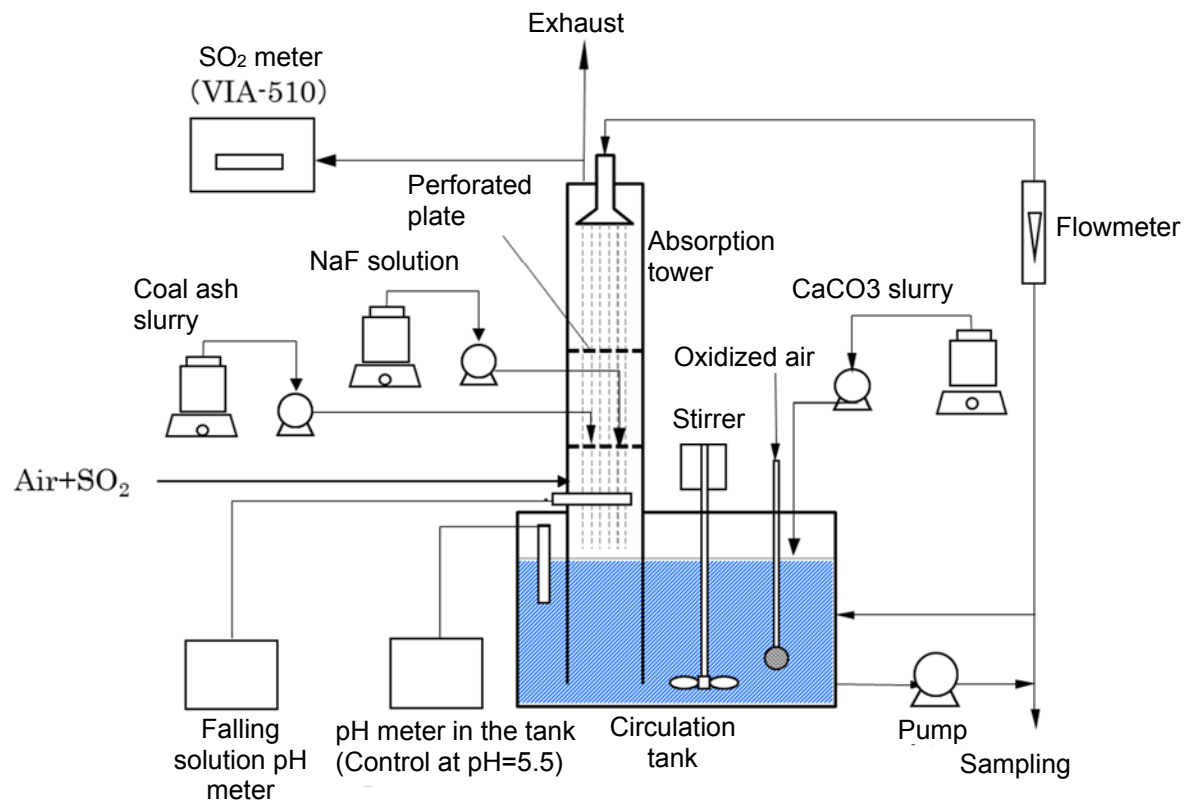 Exhaust
SO₂ meter
(VIA-510)
Perforated
plate
Absorption
tower
Flowmeter
NaF solution
Coal ash
slurry
CaCO3 slurry
Oxidized air
Stirrer
Air+SO₂
Falling
solution pH
meter
pH meter in the tank
(Control at pH=5.5)
Circulation
tank
Pump
Sampling